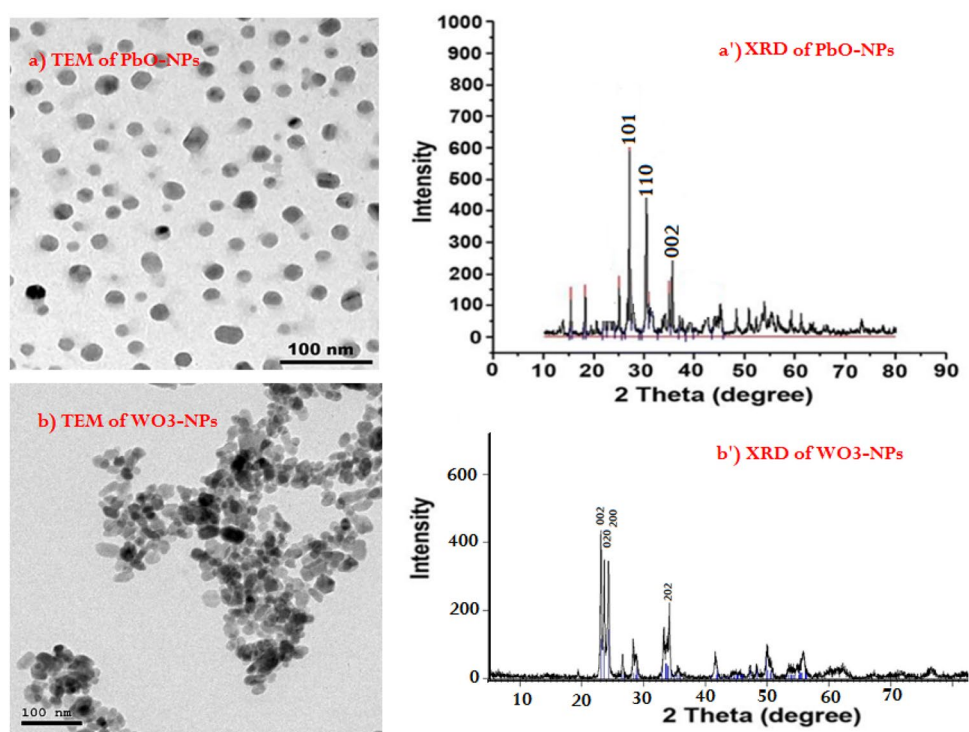 a) TEM of PbO-NPs
100 nm
a') XRD of PbO-NPs
1000
900
800
700
600
500
400
300
200
100
0
Intensity
101
110
002
0 10 20 30 40 50 60 70 80 90
2 Theta (degree)
b) TEM of WO3-NPs
100 nm
b') XRD of WO3-NPs
600
400
200
0
Intensity
002
020
200
202
10 20 30 40 50 60 70
2 Theta (degree)